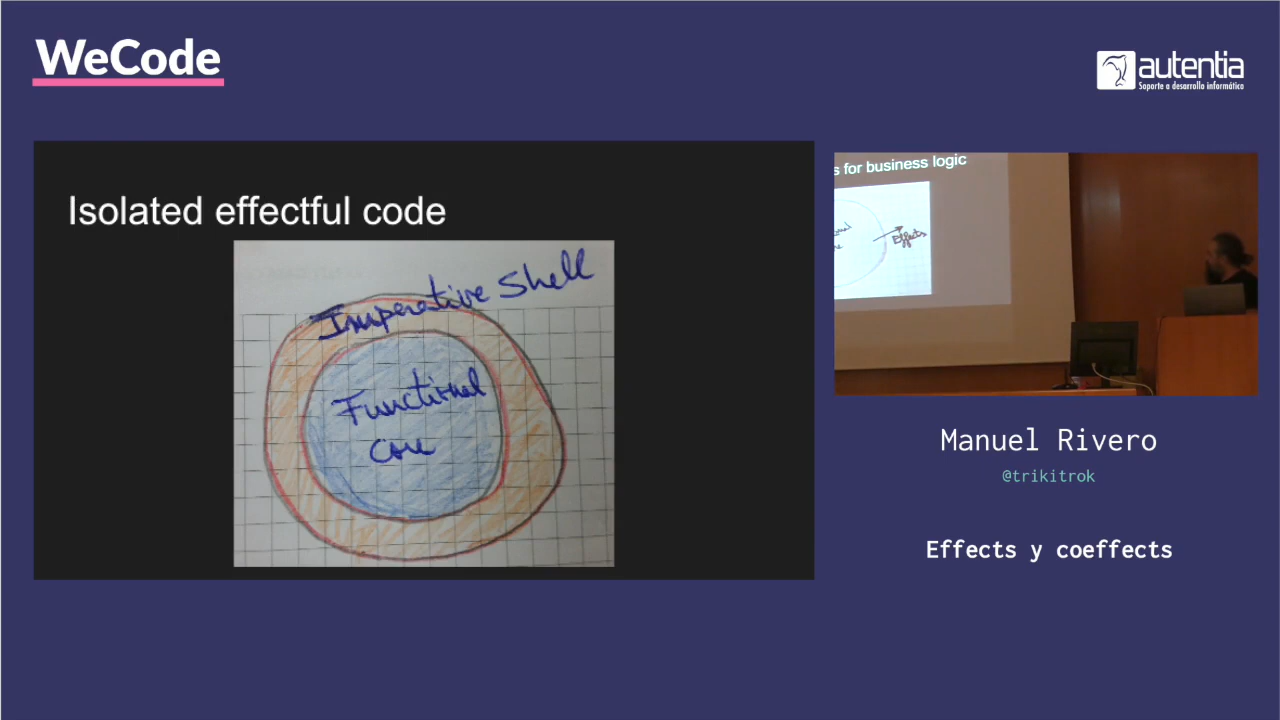 WeCode
autentia
Soporte a desarrollo informático
Isolated effectful code
Imperative Shell
Functional
Core
s for business logic
Effects
Manuel Rivero
@trikitrok
Effects y coeffects